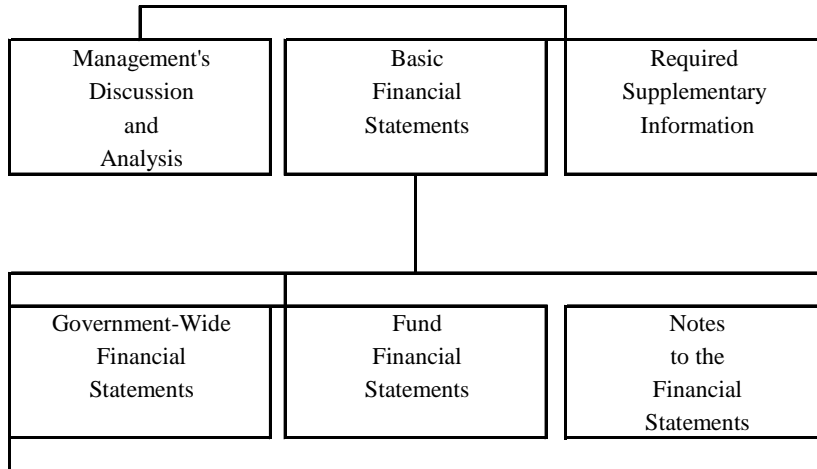 Management's
Discussion
and
Analysis
Basic
Financial
Statements
Required
Supplementary
Information
Government-Wide
Financial
Statements
Fund
Financial
Statements
Notes
to the
Financial
Statements